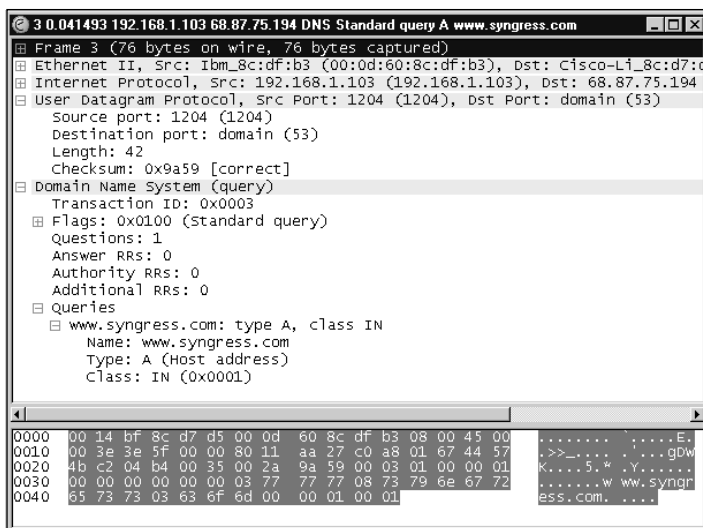 3 0.041493 192.168.1.103 68.87.75.194 DNS Standard query A www.syngress.com
Frame 3 (76 bytes on wire, 76 bytes captured)
Ethernet II, Src: Ibm_8c:df:b3 (00:0d:60:8c:df:b3), Dst: Cisco-Li_8c:d7:
Internet Protocol, Src: 192.168.1.103 (192.168.1.103), Dst: 68.87.75.194
User Datagram Protocol, Src Port: 1204 (1204), Dst Port: domain (53)
Source port: 1204 (1204)
Destination port: domain (53)
Length: 42
Checksum: 0x9a59 [correct]
Domain Name System (query)
Transaction ID: 0x0003
Flags: 0x0100 (Standard query)
Questions: 1
Answer RRs: 0
Authority RRs: 0
Additional RRs: 0
Queries
www.syngress.com: type A, class IN
Name: www.syngress.com
Type: A (Host address)
Class: IN (0x0001)
0000 00 14 bf 8c d7 d5 00 0d 60 8c df b3 08 00 45 00 ........ `.....E.
0010 00 3e 3e 5f 00 00 80 11 aa 27 c0 a8 01 67 44 57 .>>_.... .'...gDW
0020 4b c2 04 b4 00 35 00 2a 9a 59 00 03 01 00 00 01 K....5.* .Y......
0030 00 00 00 00 00 00 03 77 77 77 08 73 79 6e 67 72 .......w ww.syngr
0040 65 73 73 03 63 6f 6d 00 00 01 00 01 ess.com. ....